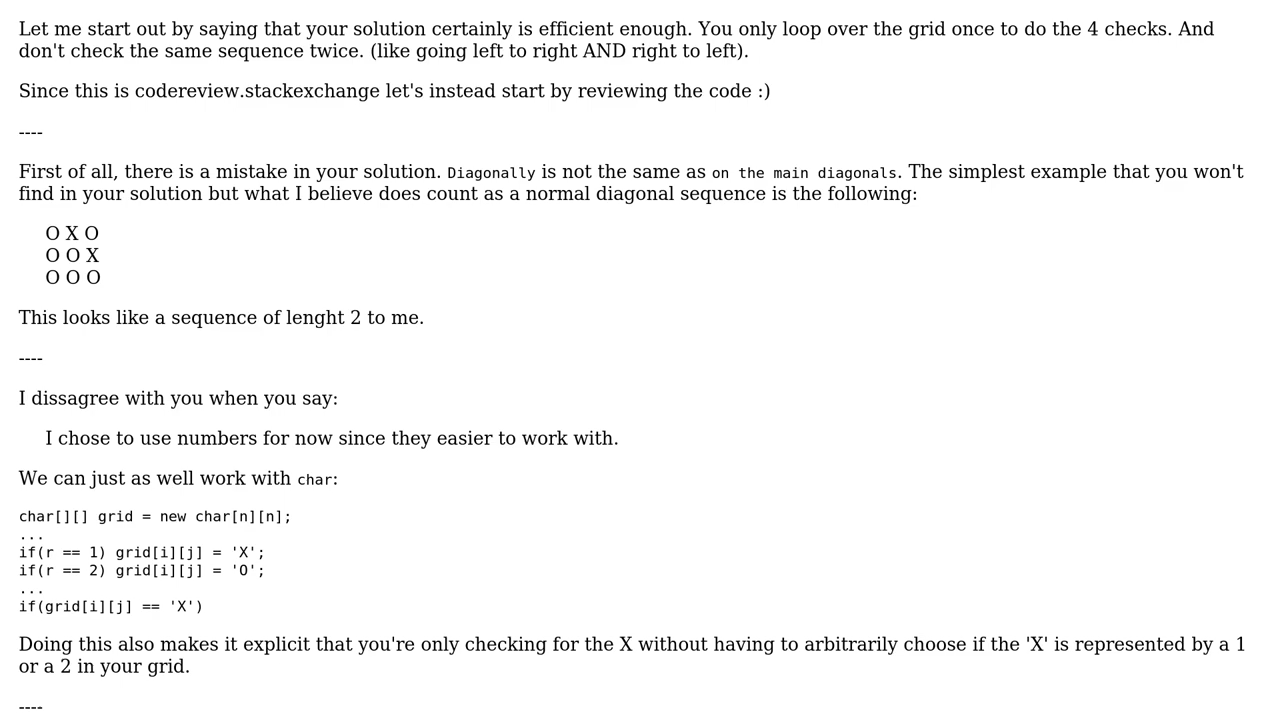 Let me start out by saying that your solution certainly is efficient enough. You only loop over the grid once to do the 4 checks. And
don't check the same sequence twice. (like going left to right AND right to left).
Since this is codereview.stackexchange let's instead start by reviewing the code :)
----
First of all, there is a mistake in your solution. Diagonally is not the same as on the main diagonals. The simplest example that you won't
find in your solution but what I believe does count as a normal diagonal sequence is the following:
O X O
O O X
O O O
This looks like a sequence of lenght 2 to me.
----
I dissagree with you when you say:
I chose to use numbers for now since they easier to work with.
We can just as well work with char:
char[][] grid = new char[n][n];
...
if(r == 1) grid[i][j] = 'X';
if(r == 2) grid[i][j] = 'O';
...
if(grid[i][j] == 'X')
Doing this also makes it explicit that you're only checking for the X without having to arbitrarily choose if the 'X' is represented by a 1
or a 2 in your grid.
----